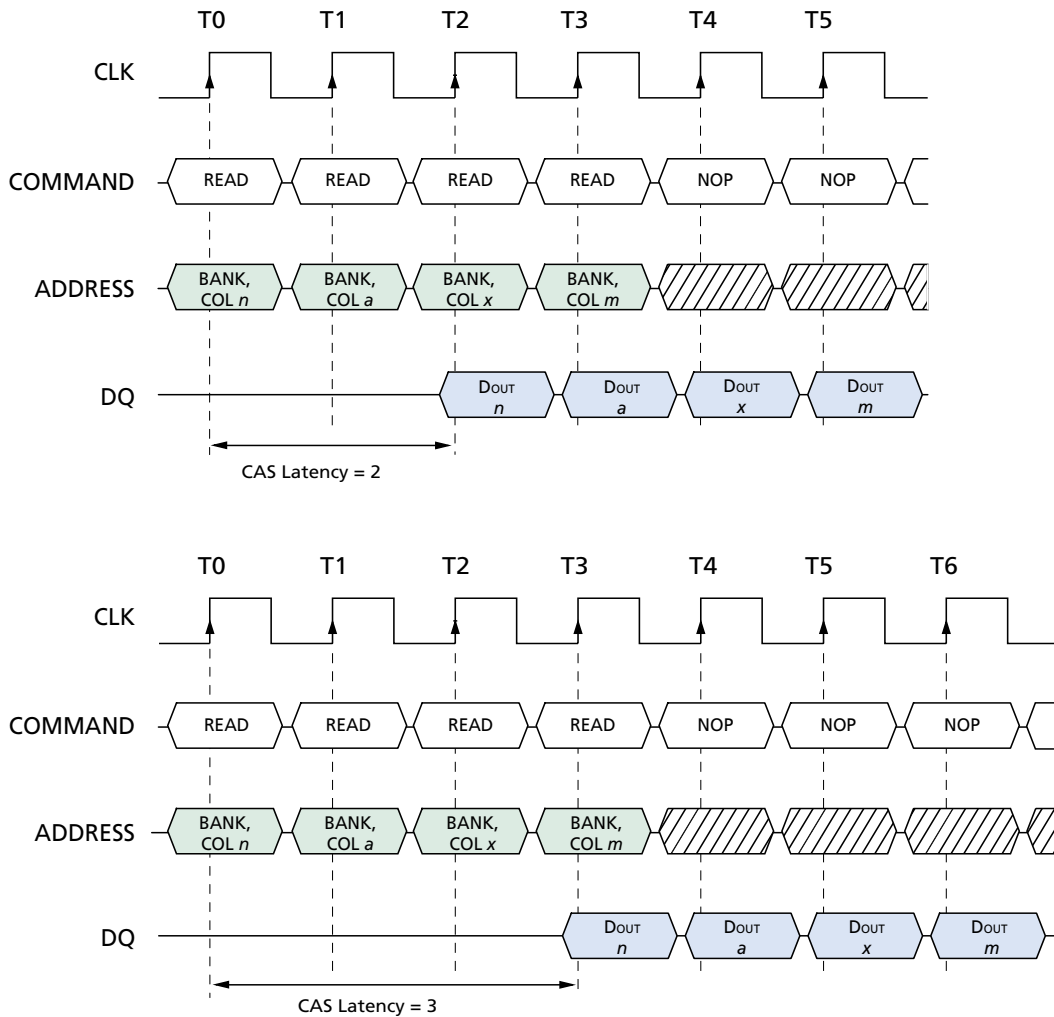 T0 T1 T2 T3 T4 T5
CLK
COMMAND READ READ READ READ NOP NOP
ADDRESS BANK, COL n BANK, COL a BANK, COL x BANK, COL m
DQ DOUT n DOUT a DOUT x DOUT m
CAS Latency = 2
T0 T1 T2 T3 T4 T5 T6
CLK
COMMAND READ READ READ READ NOP NOP NOP
ADDRESS BANK, COL n BANK, COL a BANK, COL x BANK, COL m
DQ DOUT n DOUT a DOUT x DOUT m
CAS Latency = 3